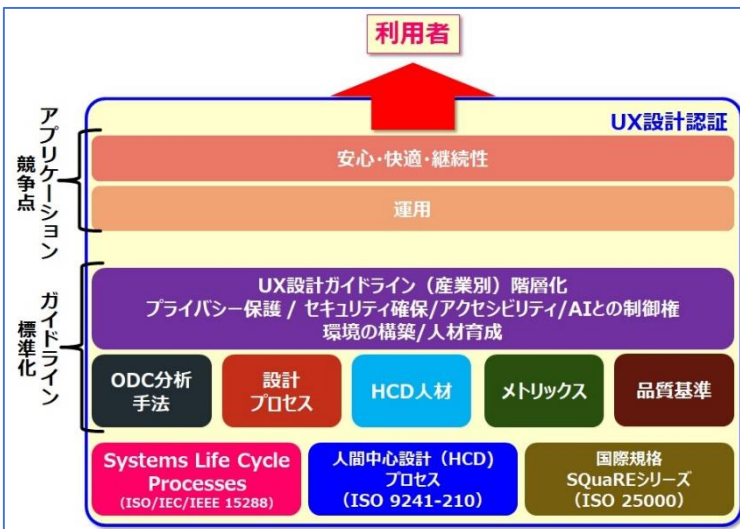 利用者
UX設計認証
アプリケーション
競争点
安心・快適・継続性
運用
ガイドライン
標準化
UX設計ガイドライン（産業別）階層化
プライバシー保護 / セキュリティ確保/アクセシビリティ/AIとの制御権
環境の構築/人材育成
ODC分析
手法
設計
プロセス
HCD人材
メトリックス
品質基準
Systems Life Cycle
Processes
(ISO/IEC/IEEE 15288)
人間中心設計（HCD)
プロセス
（ISO 9241-210）
国際規格
SQuaREシリーズ
（ISO 25000）